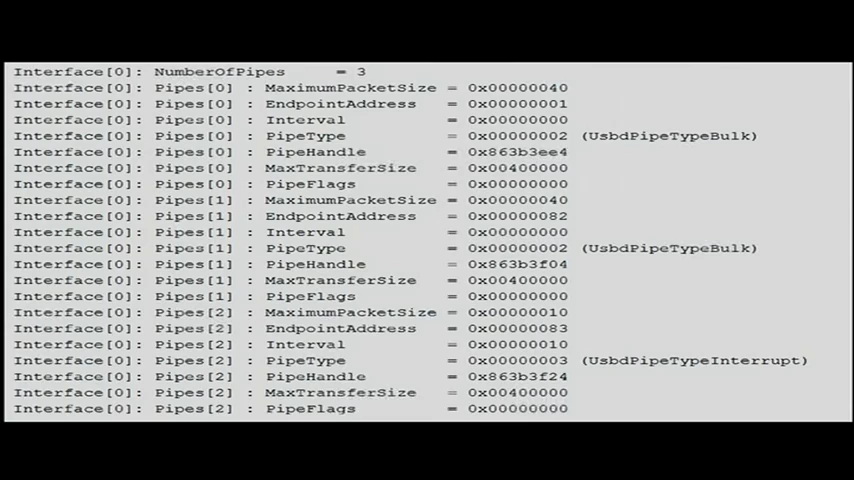 Interface[0]: NumberOfPipes = 3
Interface[0]: Pipes[0] : MaximumPacketSize = 0x00000040
Interface[0]: Pipes[0] : EndpointAddress = 0x00000001
Interface[0]: Pipes[0] : Interval = 0x00000000
Interface[0]: Pipes[0] : PipeType = 0x00000002 (UsbdPipeTypeBulk)
Interface[0]: Pipes[0] : PipeHandle = 0x863b3ee4
Interface[0]: Pipes[0] : MaxTransferSize = 0x00400000
Interface[0]: Pipes[0] : PipeFlags = 0x00000000
Interface[0]: Pipes[1] : MaximumPacketSize = 0x00000040
Interface[0]: Pipes[1] : EndpointAddress = 0x00000082
Interface[0]: Pipes[1] : Interval = 0x00000000
Interface[0]: Pipes[1] : PipeType = 0x00000002 (UsbdPipeTypeBulk)
Interface[0]: Pipes[1] : PipeHandle = 0x863b3f04
Interface[0]: Pipes[1] : MaxTransferSize = 0x00400000
Interface[0]: Pipes[1] : PipeFlags = 0x00000000
Interface[0]: Pipes[2] : MaximumPacketSize = 0x00000010
Interface[0]: Pipes[2] : EndpointAddress = 0x00000083
Interface[0]: Pipes[2] : Interval = 0x00000010
Interface[0]: Pipes[2] : PipeType = 0x00000003 (UsbdPipeTypeInterrupt)
Interface[0]: Pipes[2] : PipeHandle = 0x863b3f24
Interface[0]: Pipes[2] : MaxTransferSize = 0x00400000
Interface[0]: Pipes[2] : PipeFlags = 0x00000000